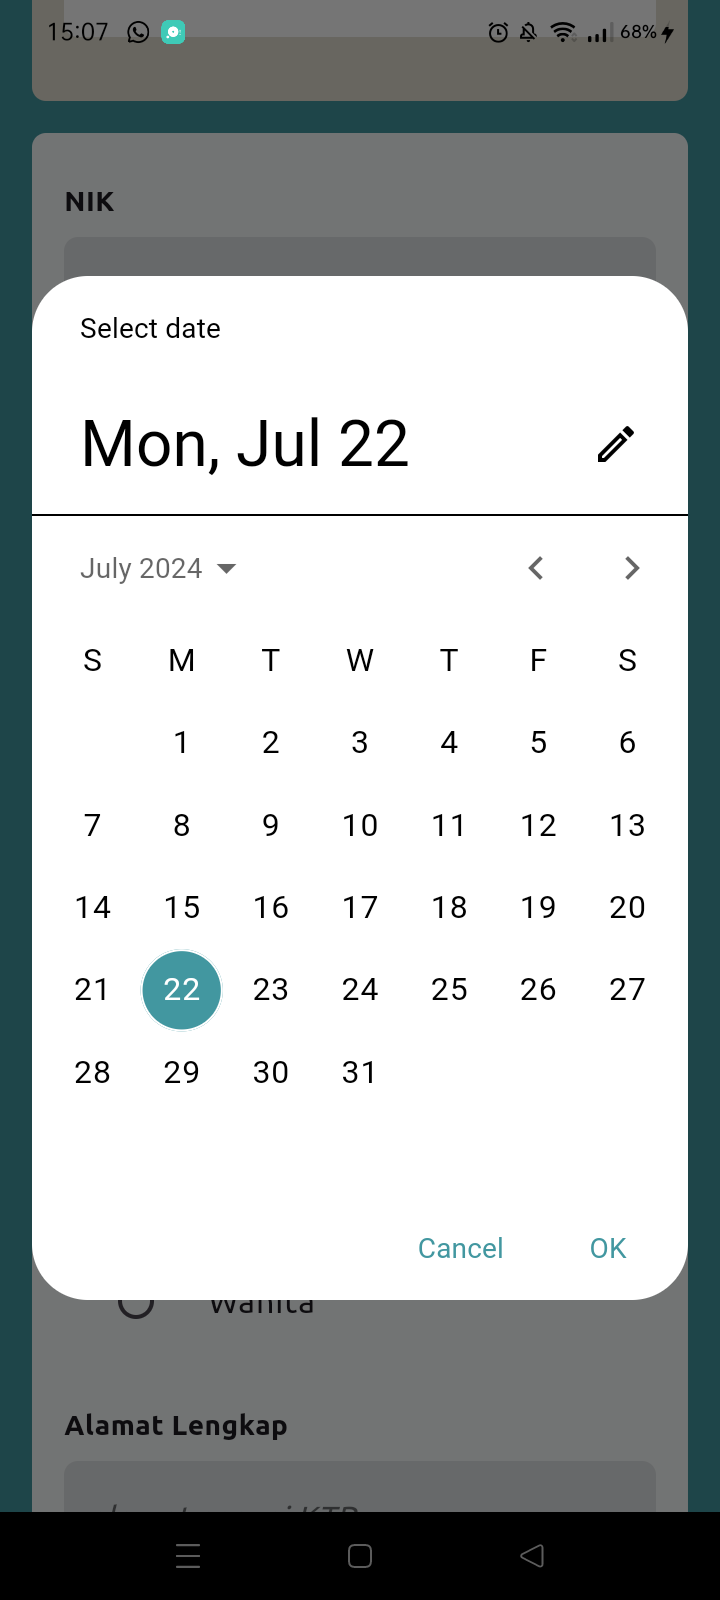 15:07 68%
NIK
Select date
Mon, Jul 22
July 2024
S M T W T F S
1 2 3 4 5 6
7 8 9 10 11 12 13
14 15 16 17 18 19 20
21 22 23 24 25 26 27
28 29 30 31
Cancel OK
Wanita
Alamat Lengkap
KTP